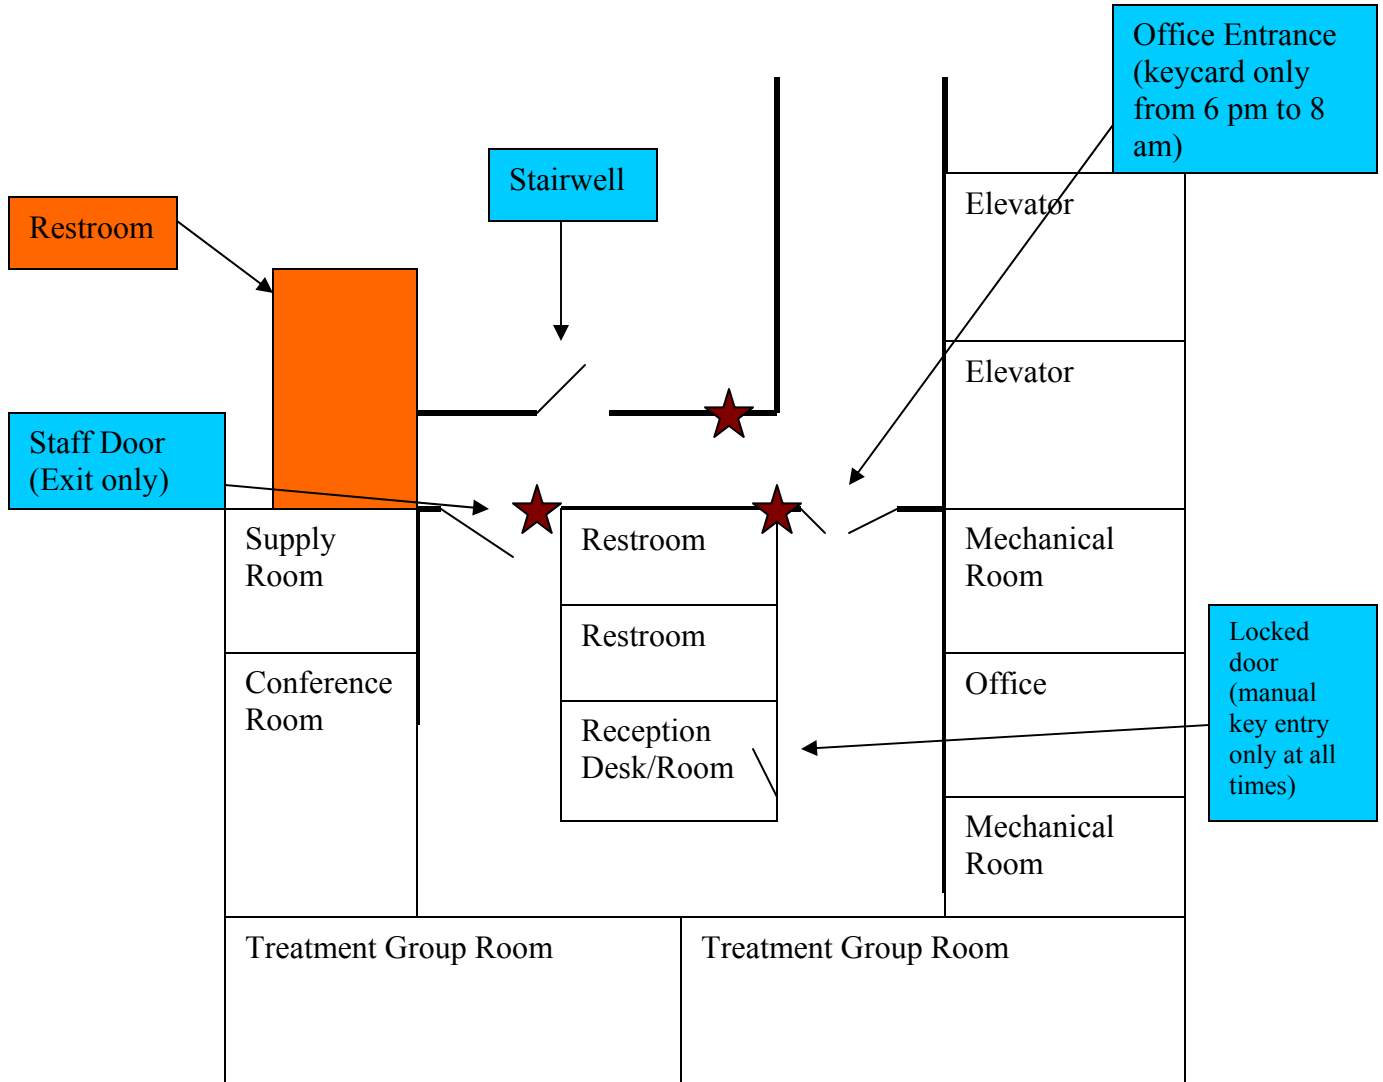 Office Entrance
(keycard only
from 6 pm to 8
am)
Stairwell
Restroom
Elevator
Elevator
Staff Door
(Exit only)
Supply
Room
Restroom
Mechanical
Room
Restroom
Locked
door
(manual
key entry
only at all
times)
Conference
Room
Office
Reception
Desk/Room
Mechanical
Room
Treatment Group Room
Treatment Group Room